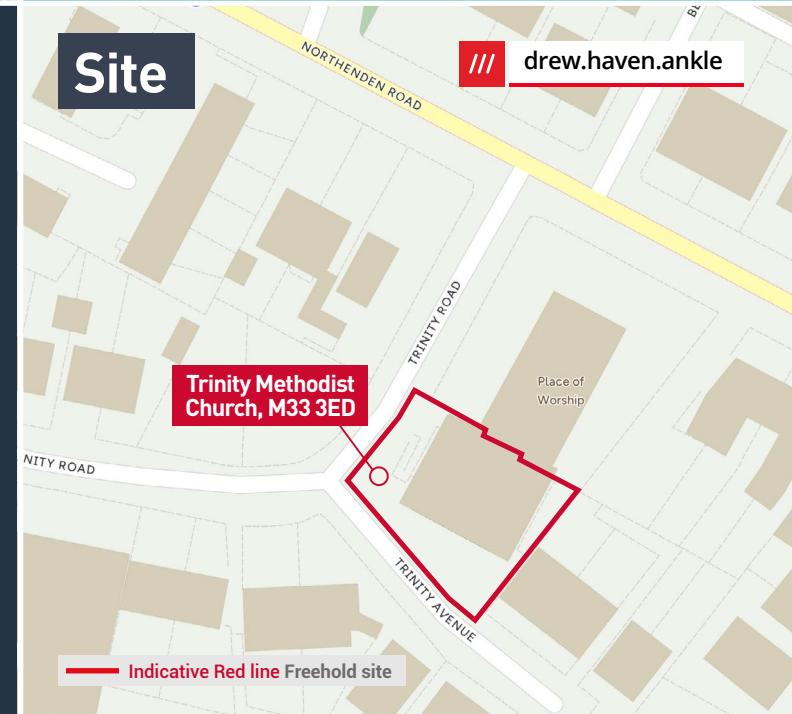 Site
/// drew.haven.ankle
NORTHENDEN ROAD
TRINITY ROAD
Place of
Worship
Trinity Methodist
Church, M33 3ED
NITY ROAD
TRINITY AVENUE
Indicative Red line Freehold site